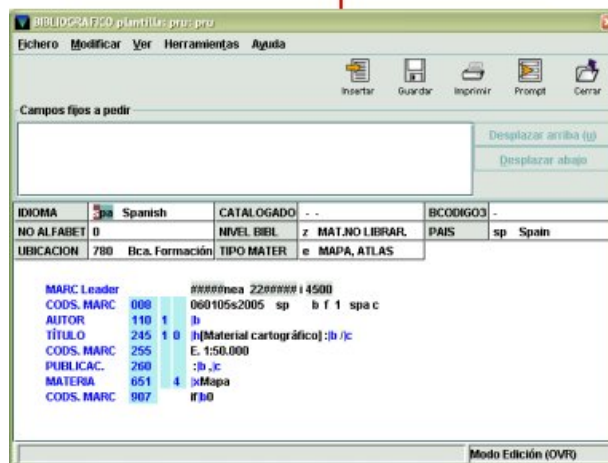 BIBLIOGRAFICO plantilla: pru: pru
Fichero Modificar Ver Herramientas Ayuda
Insertar Guardar Imprimir Prompt Cerrar
Campos fijos a pedir
Desplazar arriba (u)
Desplazar abajo
IDIOMA spa Spanish CATALOGADO - - BCODIGO3 -
NO ALFABET 0 NIVEL BIBL z MAT.NO LIBRAR. PAIS sp Spain
UBICACION 780 Bca. Formación TIPO MATER e MAPA, ATLAS
MARC Leader #####nea 22##### i 4500
CODS. MARC 008 060105s2005 sp b f 1 spa c
AUTOR 110 1 |b
TÍTULO 245 1 0 |h[Material cartográfico] :|b /|c
CODS. MARC 255 E. 1:50.000
PUBLICAC. 260 :|b ,|c
MATERIA 651 4 |xMapa
CODS. MARC 907 if|b0
Modo Edición (OVR)